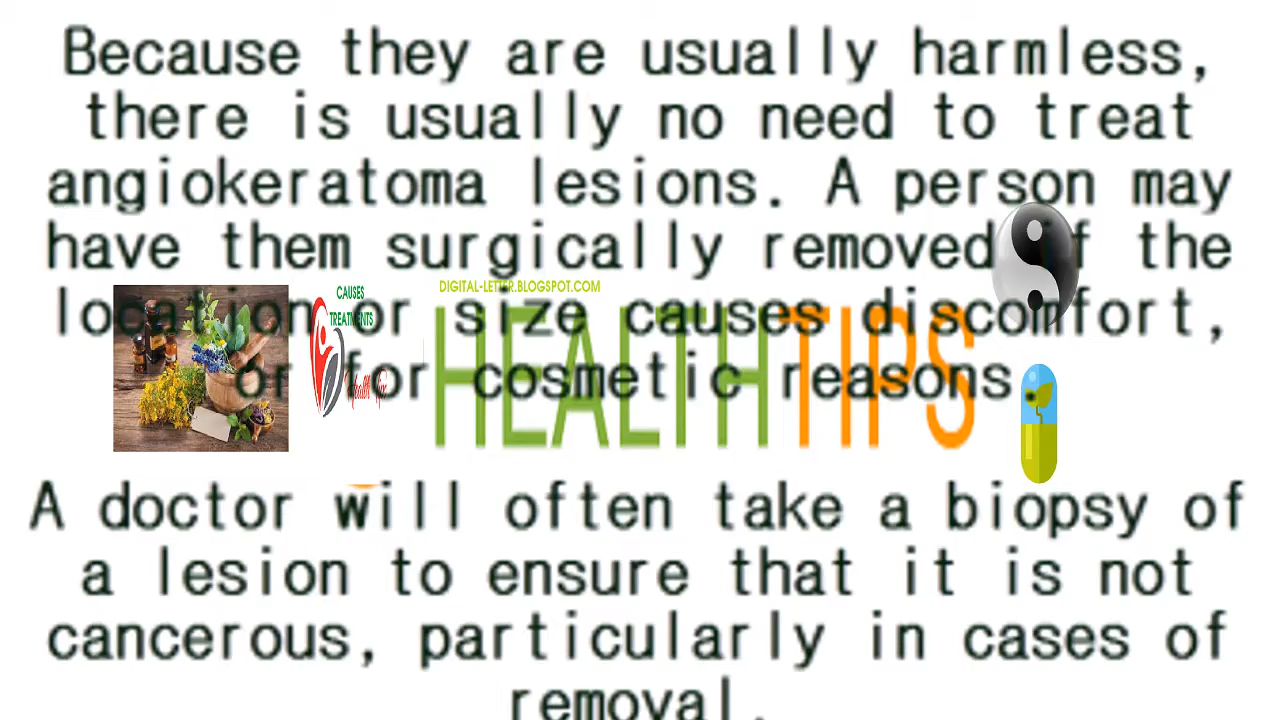 Because they are usually harmless,
there is usually no need to treat
angiokeratoma lesions. A person may
have them surgically removed if the
location or size causes discomfort,
or for cosmetic reasons.
DIGITAL-LETTER.BLOGSPOT.COM
CAUSES
TREATMENTS
Health Tips
HEALTH TIPS
A doctor will often take a biopsy of
a lesion to ensure that it is not
cancerous, particularly in cases of
removal.